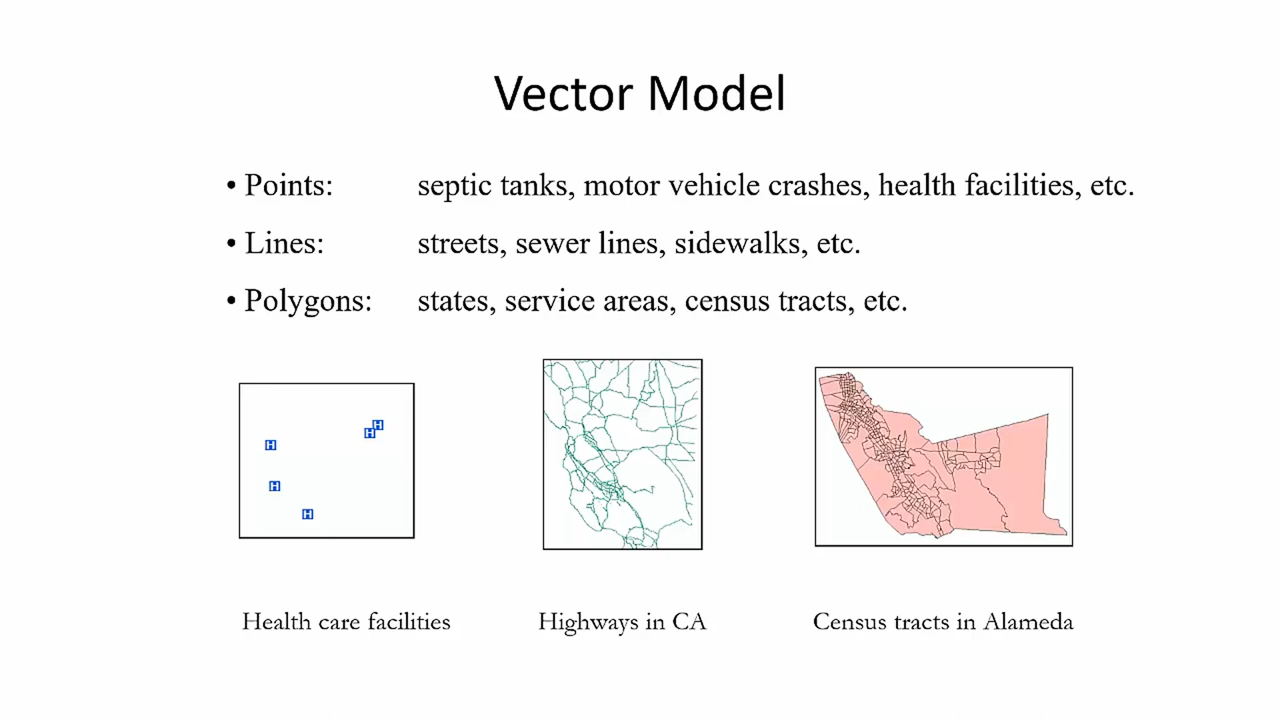 Vector Model
• Points: septic tanks, motor vehicle crashes, health facilities, etc.
• Lines: streets, sewer lines, sidewalks, etc.
• Polygons: states, service areas, census tracts, etc.
H
H
H
H
H
Health care facilities
Highways in CA
Census tracts in Alameda